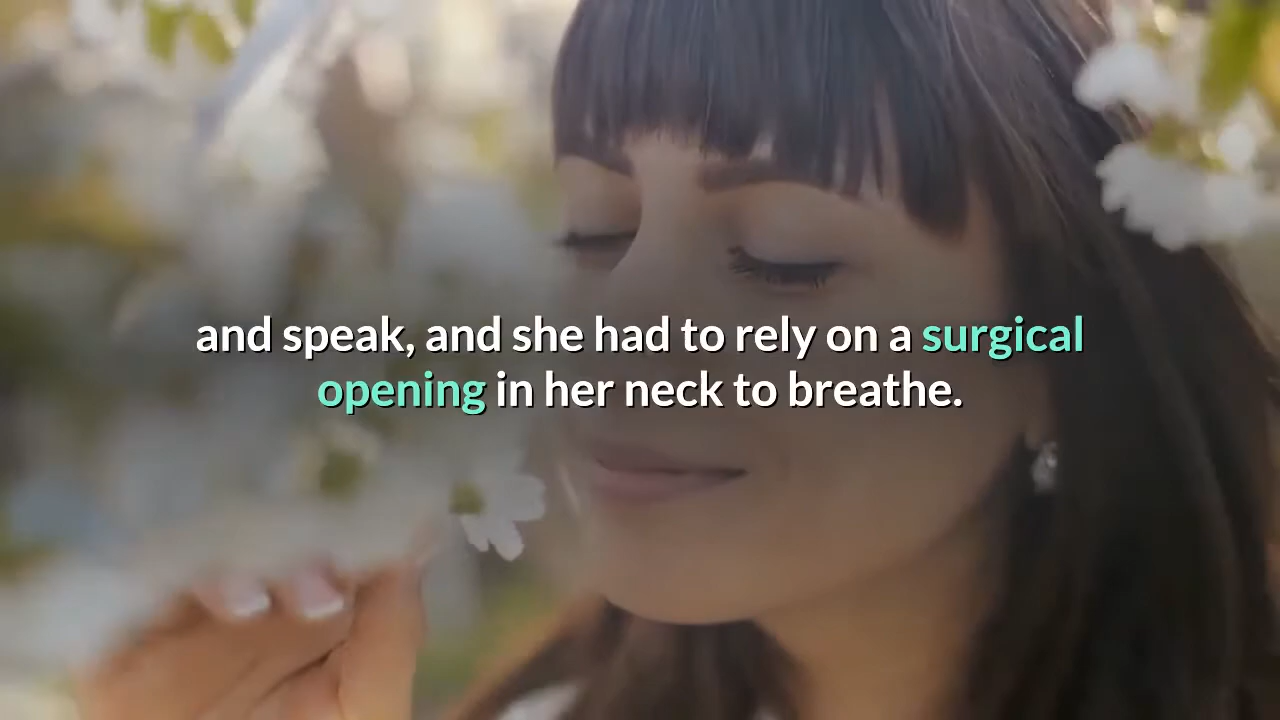 and speak, and she had to rely on a surgical
opening in her neck to breathe.